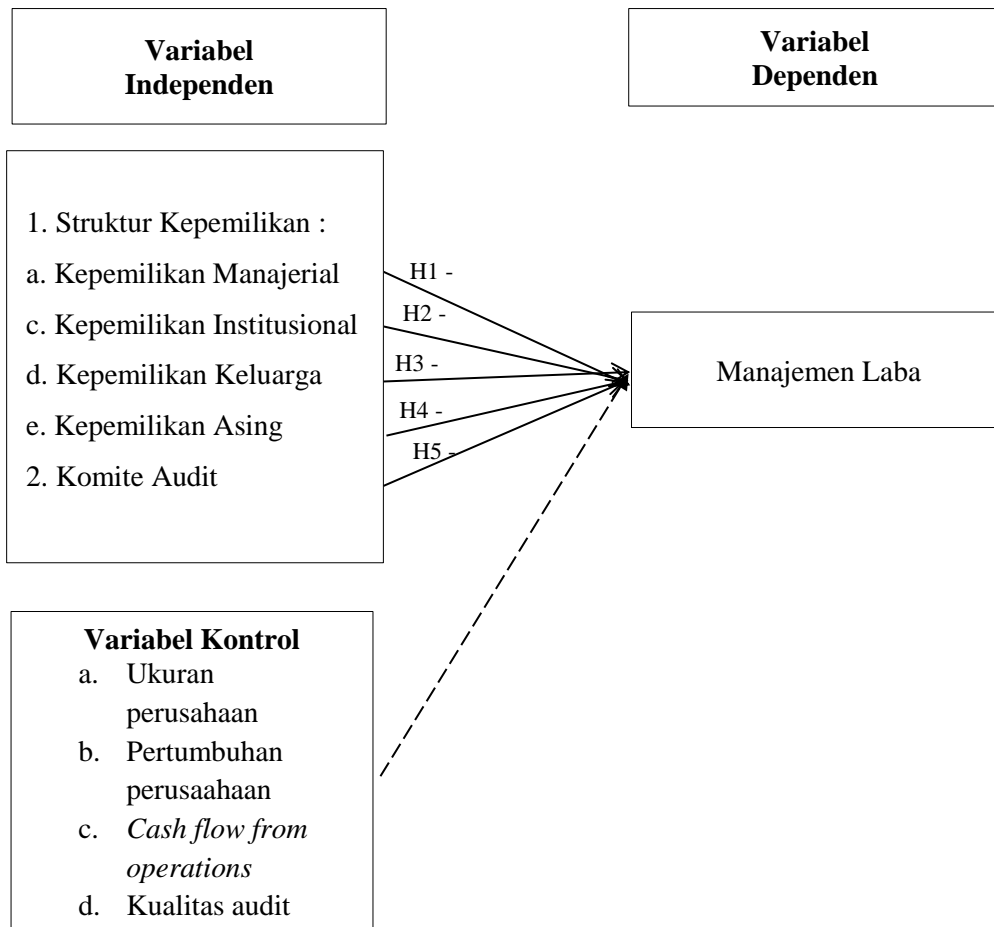 Variabel
Independen
Variabel
Dependen
1. Struktur Kepemilikan :
a. Kepemilikan Manajerial
c. Kepemilikan Institusional
d. Kepemilikan Keluarga
e. Kepemilikan Asing
2. Komite Audit
H1 -
H2 -
H3 -
H4 -
H5 -
Manajemen Laba
Variabel Kontrol
a. Ukuran
perusahaan
b. Pertumbuhan
perusaahaan
c. Cash flow from
operations
d. Kualitas audit